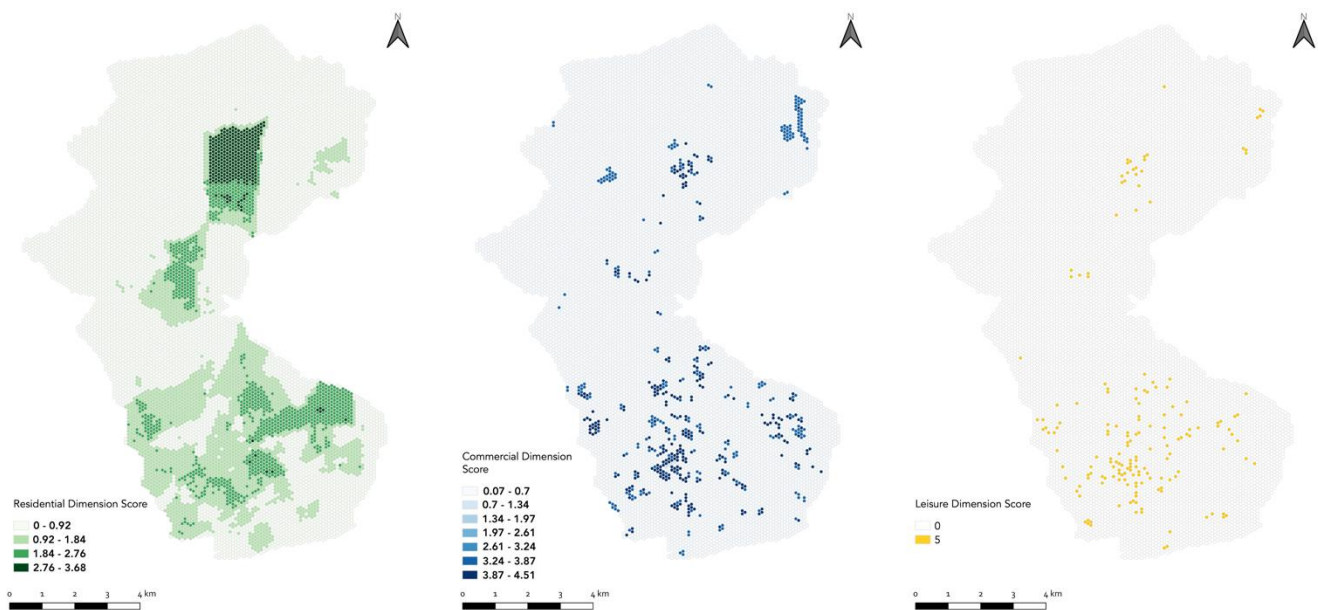 N
N
N
Residential Dimension Score
0 - 0.92
0.92 - 1.84
1.84 - 2.76
2.76 - 3.68
0 1 2 3 4 km
Commercial Dimension
Score
0.07 - 0.7
0.7 - 1.34
1.34 - 1.97
1.97 - 2.61
2.61 - 3.24
3.24 - 3.87
3.87 - 4.51
0 1 2 3 4 km
Leisure Dimension Score
0
5
0 1 2 3 4 km